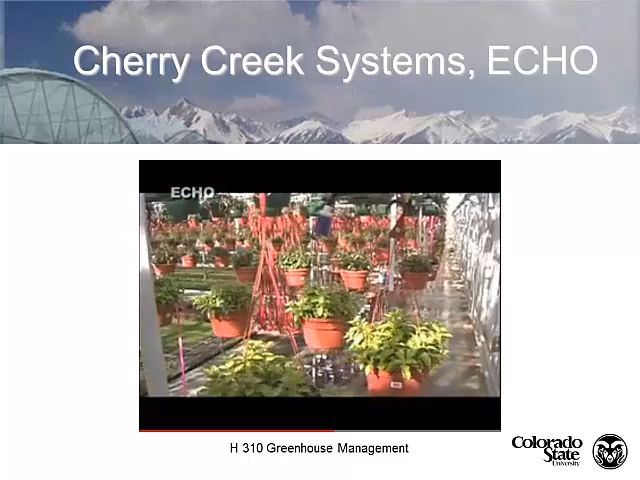 Cherry Creek Systems, ECHO
ECHO
H 310 Greenhouse Management
Colorado
State
University